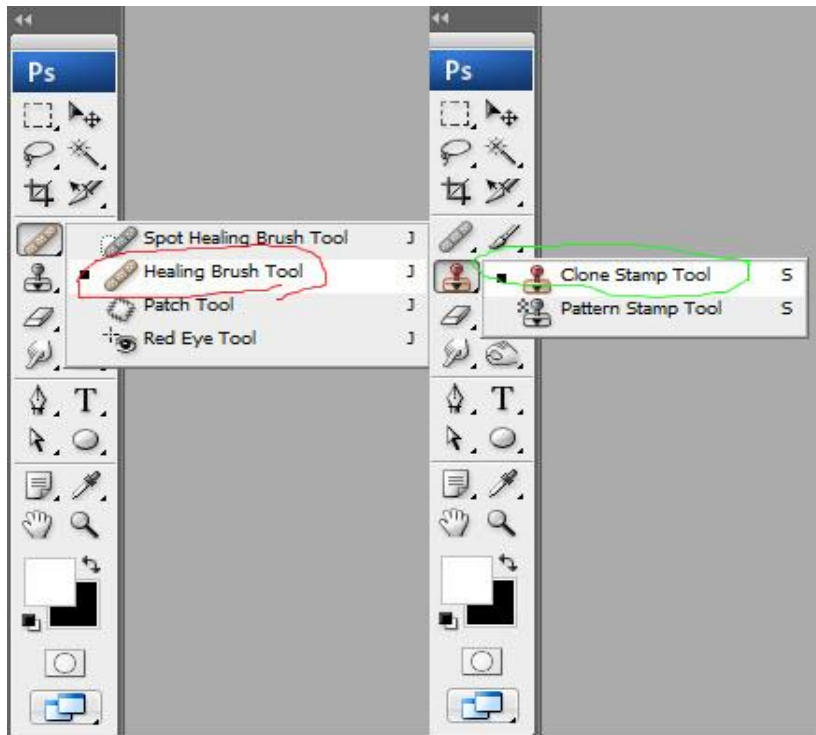 Ps
Spot Healing Brush Tool J
Healing Brush Tool J
Patch Tool J
Red Eye Tool J
T
Ps
Clone Stamp Tool S
Pattern Stamp Tool S
T